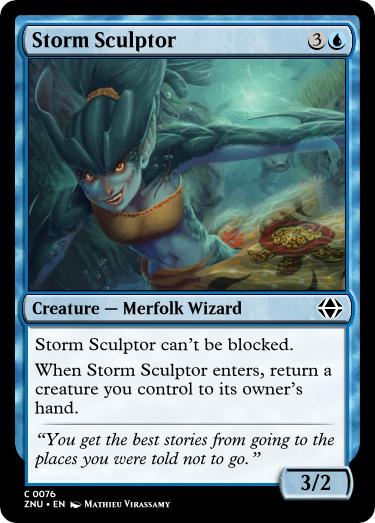 Storm Sculptor 3
Creature — Merfolk Wizard
Storm Sculptor can't be blocked.
When Storm Sculptor enters, return a
creature you control to its owner's
hand.
“You get the best stories from going to the
places you were told not to go.”
3/2
C 0076
ZNU • EN Mathieu Virassamy